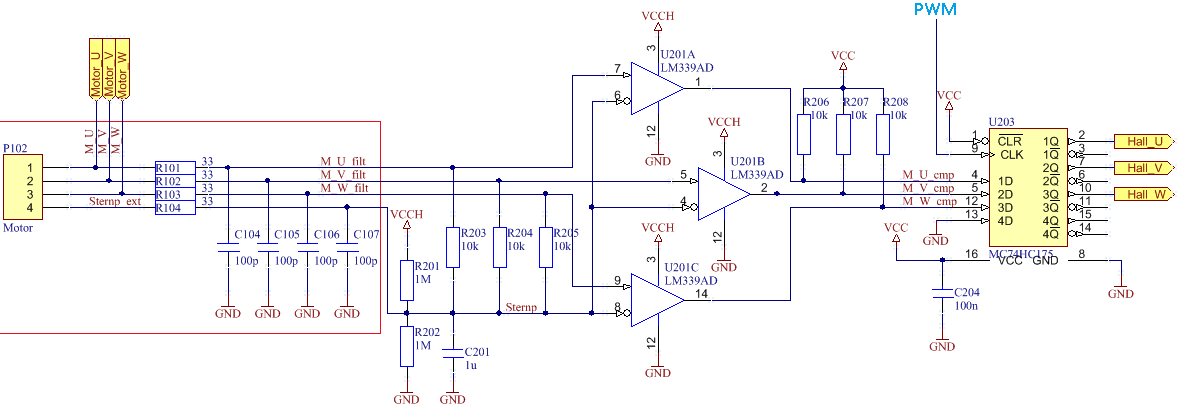 PWM
VCCH
3
7
U201A
LM339AD
1
6
12
GND
Motor_U
Motor_V
Motor_W
M_U
M_V
M_W
P102
1
2
3
4
Motor
R101
33
R102
33
R103
33
R104
33
Sternp_ext
M_U_filt
M_V_filt
M_W_filt
C104
100p
C105
100p
C106
100p
C107
100p
GND
GND
GND
GND
VCCH
R201
1M
R202
1M
GND
R203
10k
R204
10k
R205
10k
Sternp
C201
1u
GND
VCCH
3
5
U201B
LM339AD
2
4
12
GND
VCCH
3
9
U201C
LM339AD
14
8
12
GND
VCC
R206
10k
R207
10k
R208
10k
M_U_cmp
M_V_cmp
M_W_cmp
VCC
U203
1
CLR
9
CLK
4
1D
5
2D
12
3D
13
4D
GND
1Q
2
1Q
3
2Q
7
2Q
6
3Q
10
3Q
11
4Q
15
4Q
14
MC74HC175
VCC
16
VCC
GND
8
GND
C204
100n
GND
Hall_U
Hall_V
Hall_W